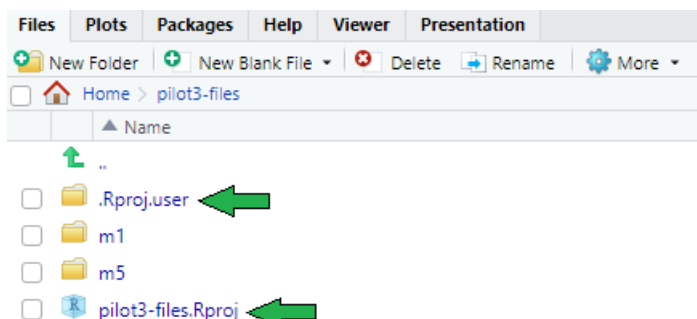 Files Plots Packages Help Viewer Presentation
New Folder New Blank File Delete Rename More
Home > pilot3-files
Name
..
.Rproj.user
m1
m5
R pilot3-files.Rproj